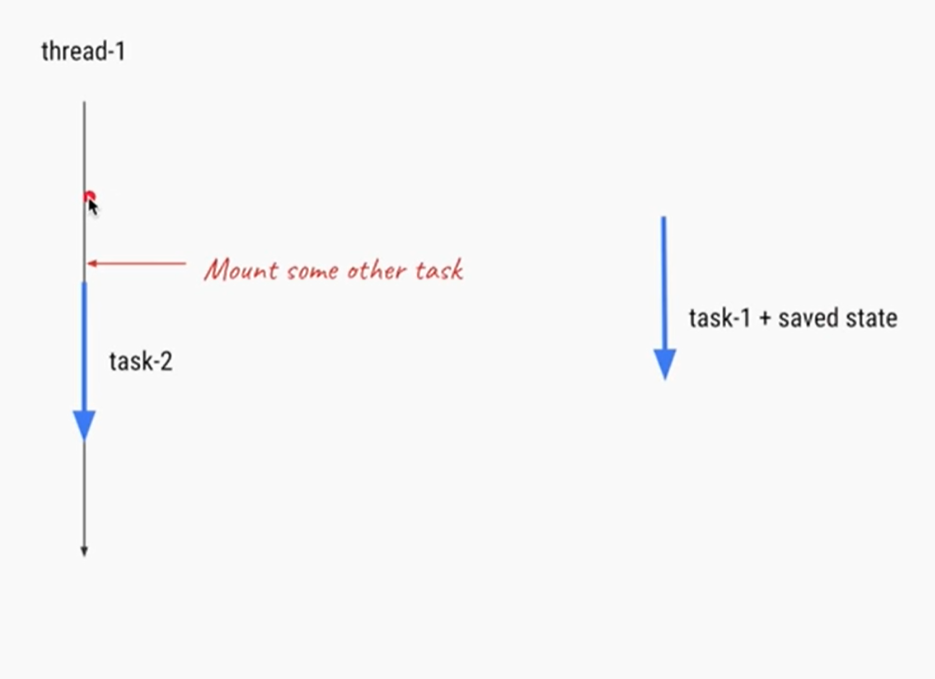 thread-1
Mount some other task
task-1 + saved state
task-2